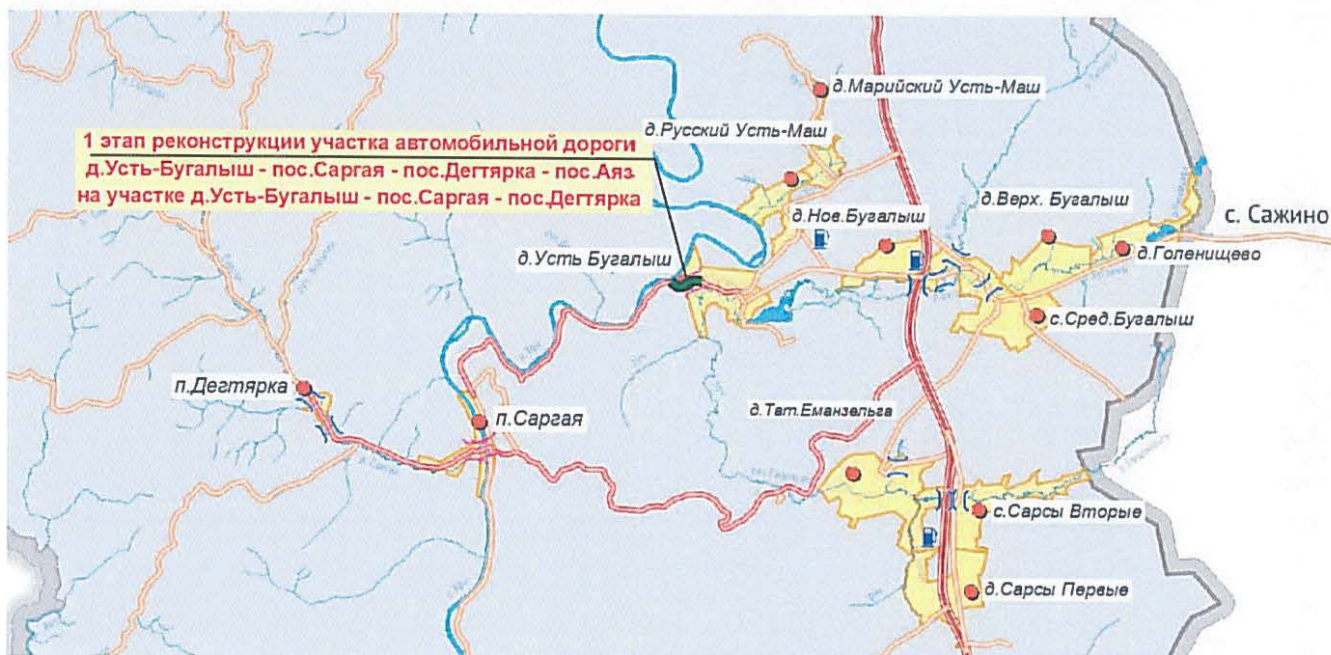 д.Марийский Усть-Маш
д.Русский Усть-Маш
1 этап реконструкции участка автомобильной дороги
д.Усть-Бугалыш - пос.Саргая - пос.Дегтярка - пос.Аяз
на участке д.Усть-Бугалыш - пос.Саргая - пос.Дегтярка
д.Нов.Бугалыш
д.Верх. Бугалыш
с. Сажино
д.Голенищево
д.Усть Бугалыш
с.Сред.Бугалыш
п.Дегтярка
п.Саргая
д.Тат.Еманзельга
с.Сарсы Вторые
д.Сарсы Первые